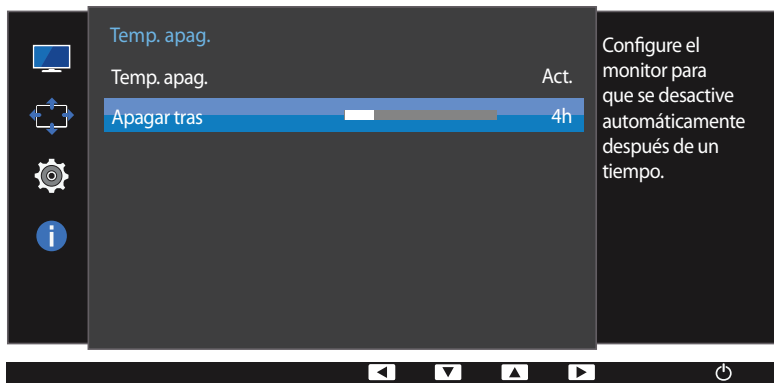 Temp. apag.
Temp. apag. Act.
Apagar tras 4h
Configure el
monitor para
que se desactive
automáticamente
después de un
tiempo.